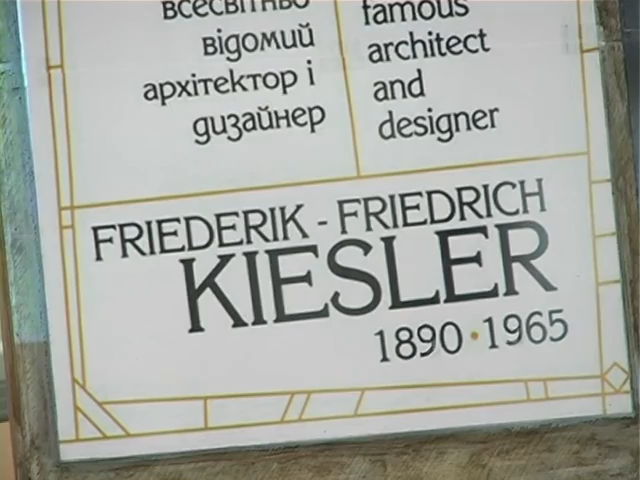 всесвітньо
відомий
архітектор і
дизайнер
famous
architect
and
designer
FRIEDERIK - FRIEDRICH
KIESLER
1890 · 1965